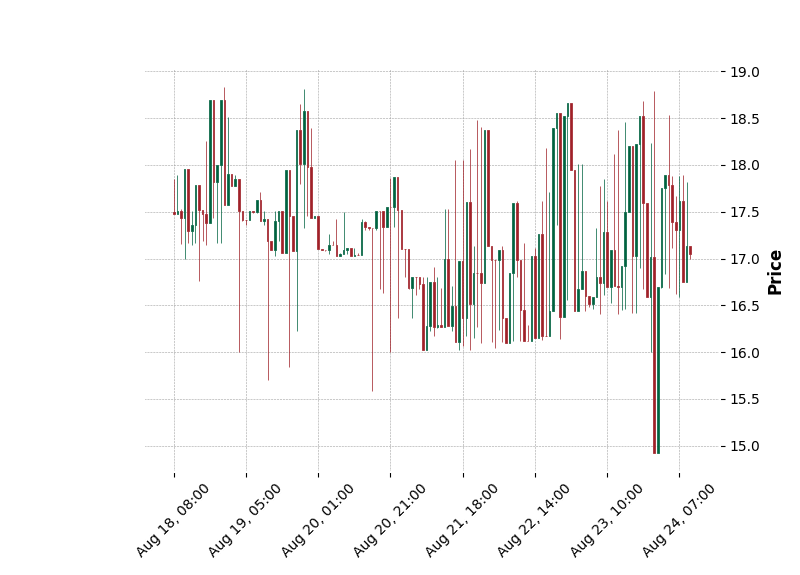 19.0
18.5
18.0
17.5
17.0
16.5
16.0
15.5
15.0
Price
Aug 18, 08:00
Aug 19, 05:00
Aug 20, 01:00
Aug 20, 21:00
Aug 21, 18:00
Aug 22, 14:00
Aug 23, 10:00
Aug 24, 07:00